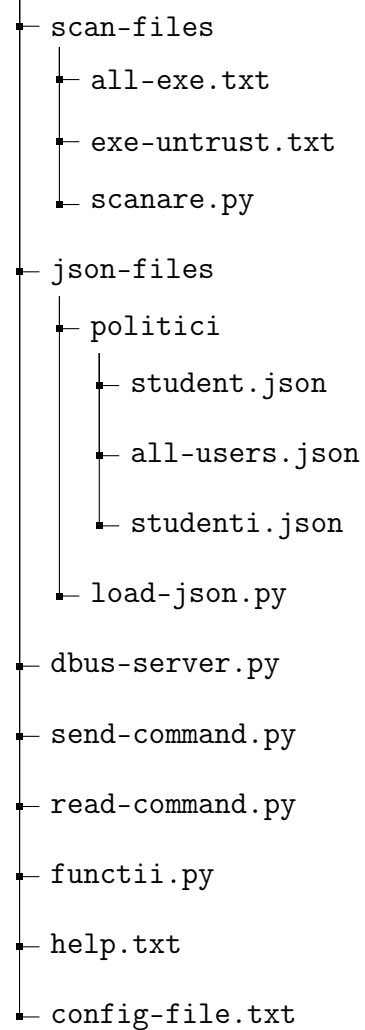 scan-files
all-exe.txt
exe-untrust.txt
scanare.py
json-files
politici
student.json
all-users.json
studenti.json
load-json.py
dbus-server.py
send-command.py
read-command.py
functii.py
help.txt
config-file.txt